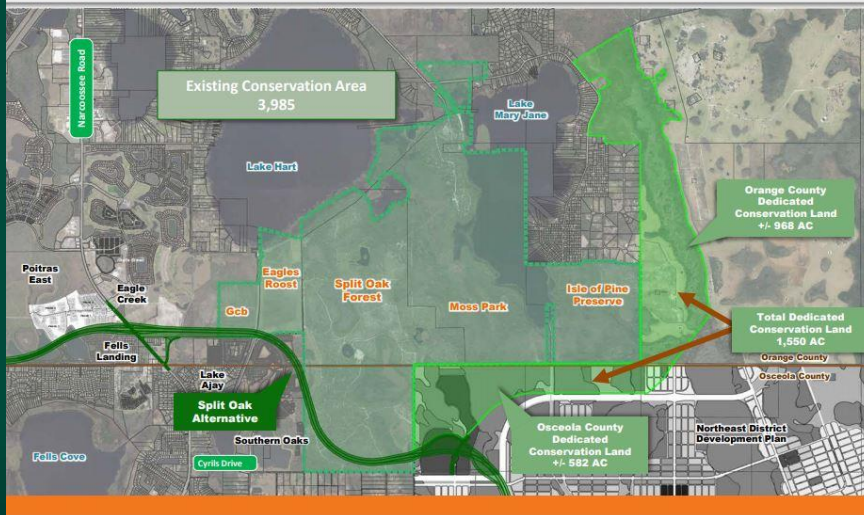 Narcoossee Road
Existing Conservation Area
3,985
Lake
Mary Jane
Lake Hart
Orange County
Dedicated
Conservation Land
+/- 968 AC
Poitras
East
Eagle
Creek
Eagles
Roost
Split Oak
Forest
Gcb
Moss Park
Isle of Pine
Preserve
Total Dedicated
Conservation Land
1,550 AC
Fells
Landing
Orange County
Osceola County
Lake
Ajay
Split Oak
Alternative
Southern Oaks
Osceola County
Dedicated
Conservation Land
+/- 582 AC
Northeast District
Development Plan
Fells Cove
Cyrils Drive